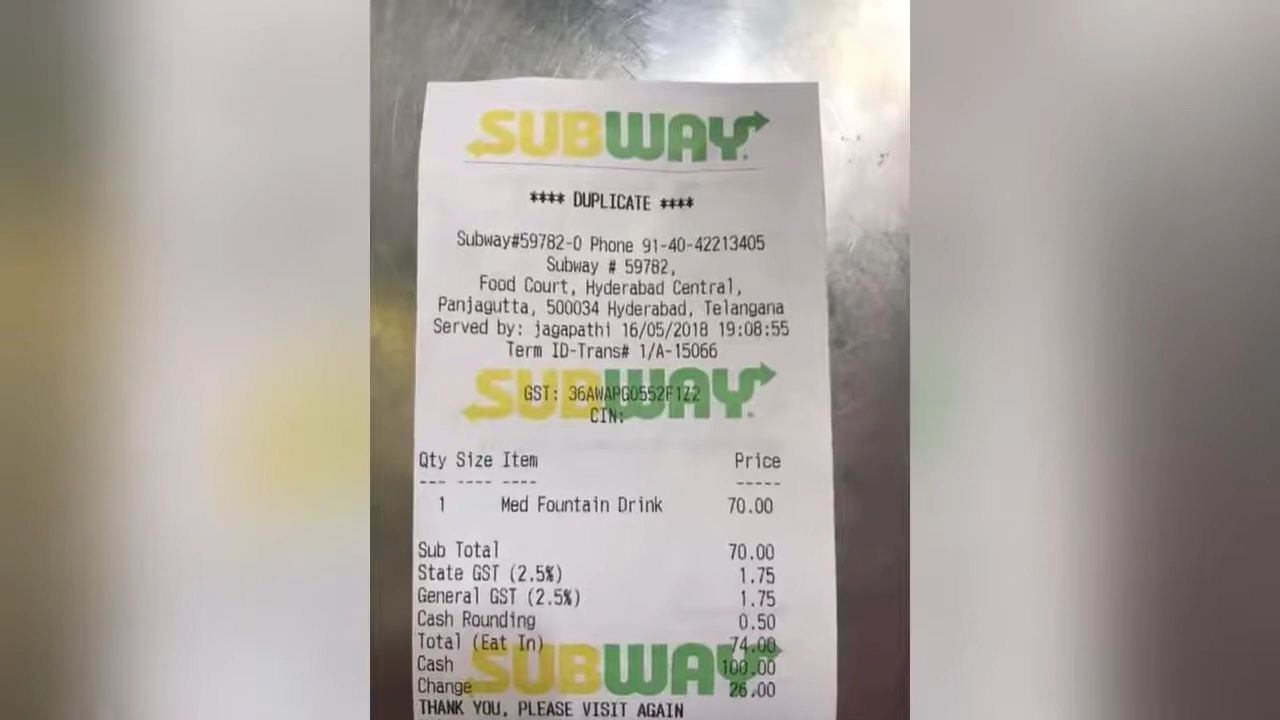 SUBWAY
**** DUPLICATE ****
Subway#59782-0 Phone 91-40-42213405
Subway # 59782,
Food Court, Hyderabad Central,
Panjagutta, 500034 Hyderabad, Telangana
Served by: jagapathi 16/05/2018 19:08:55
Term ID-Trans# 1/A-15066
SUBWAY
GST: 36AWAPG0552F1Z2
CIN:
Qty Size Item Price
--- ---- ---- -----
1 Med Fountain Drink 70.00
Sub Total 70.00
State GST (2.5%) 1.75
General GST (2.5%) 1.75
Cash Rounding 0.50
Total (Eat In) 74.00
SUBWAY
Cash 100.00
Change 26.00
THANK YOU, PLEASE VISIT AGAIN